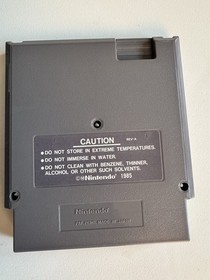 CAUTION
REV-A
• DO NOT STORE IN EXTREME TEMPERATURES.
• DO NOT IMMERSE IN WATER.
• DO NOT CLEAN WITH BENZENE, THINNER,
ALCOHOL OR OTHER SUCH SOLVENTS.
©Nintendo 1985
Nintendo